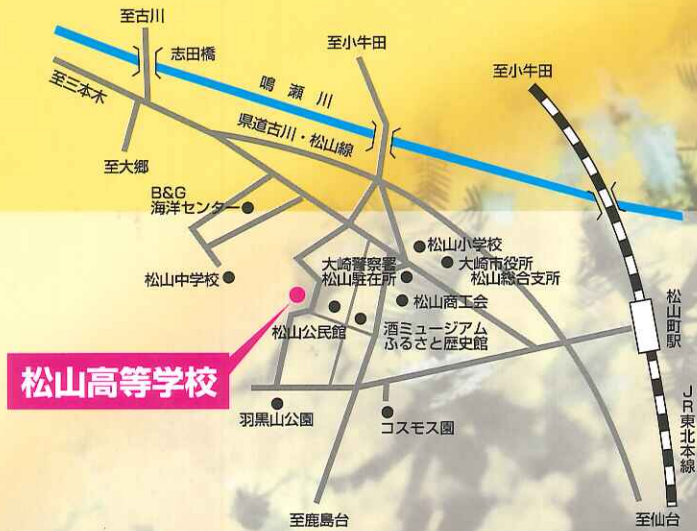 至古川
志田橋
至小牛田
至小牛田
至三本木
鳴瀬川
県道古川・松山線
至大郷
B&G
海洋センター
松山小学校
大崎警察署
松山駐在所
大崎市役所
松山総合支所
松山中学校
松山商工会
松山公民館
酒ミュージアム
ふるさと歴史館
松山町駅
松山高等学校
羽黒山公園
コスモス園
JR東北本線
至鹿島台
至仙台